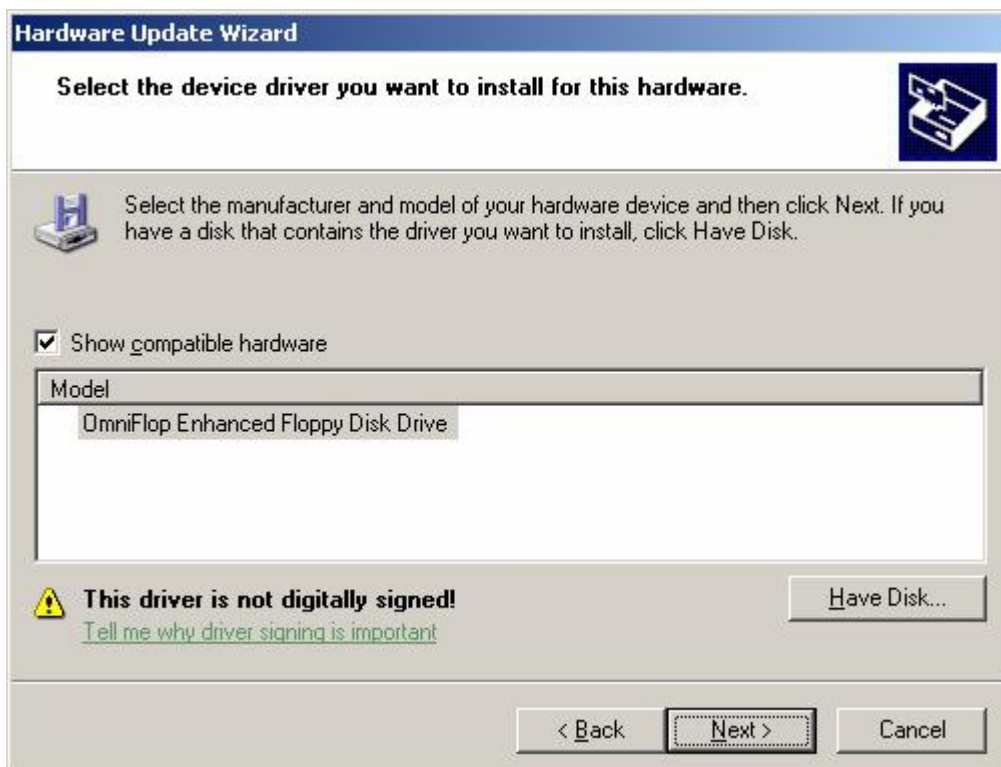 Hardware Update Wizard
Select the device driver you want to install for this hardware.
Select the manufacturer and model of your hardware device and then click Next. If you
have a disk that contains the driver you want to install, click Have Disk.
Show compatible hardware
Model
OmniFlop Enhanced Floppy Disk Drive
This driver is not digitally signed!
Have Disk...
Tell me why driver signing is important
< Back
Next >
Cancel